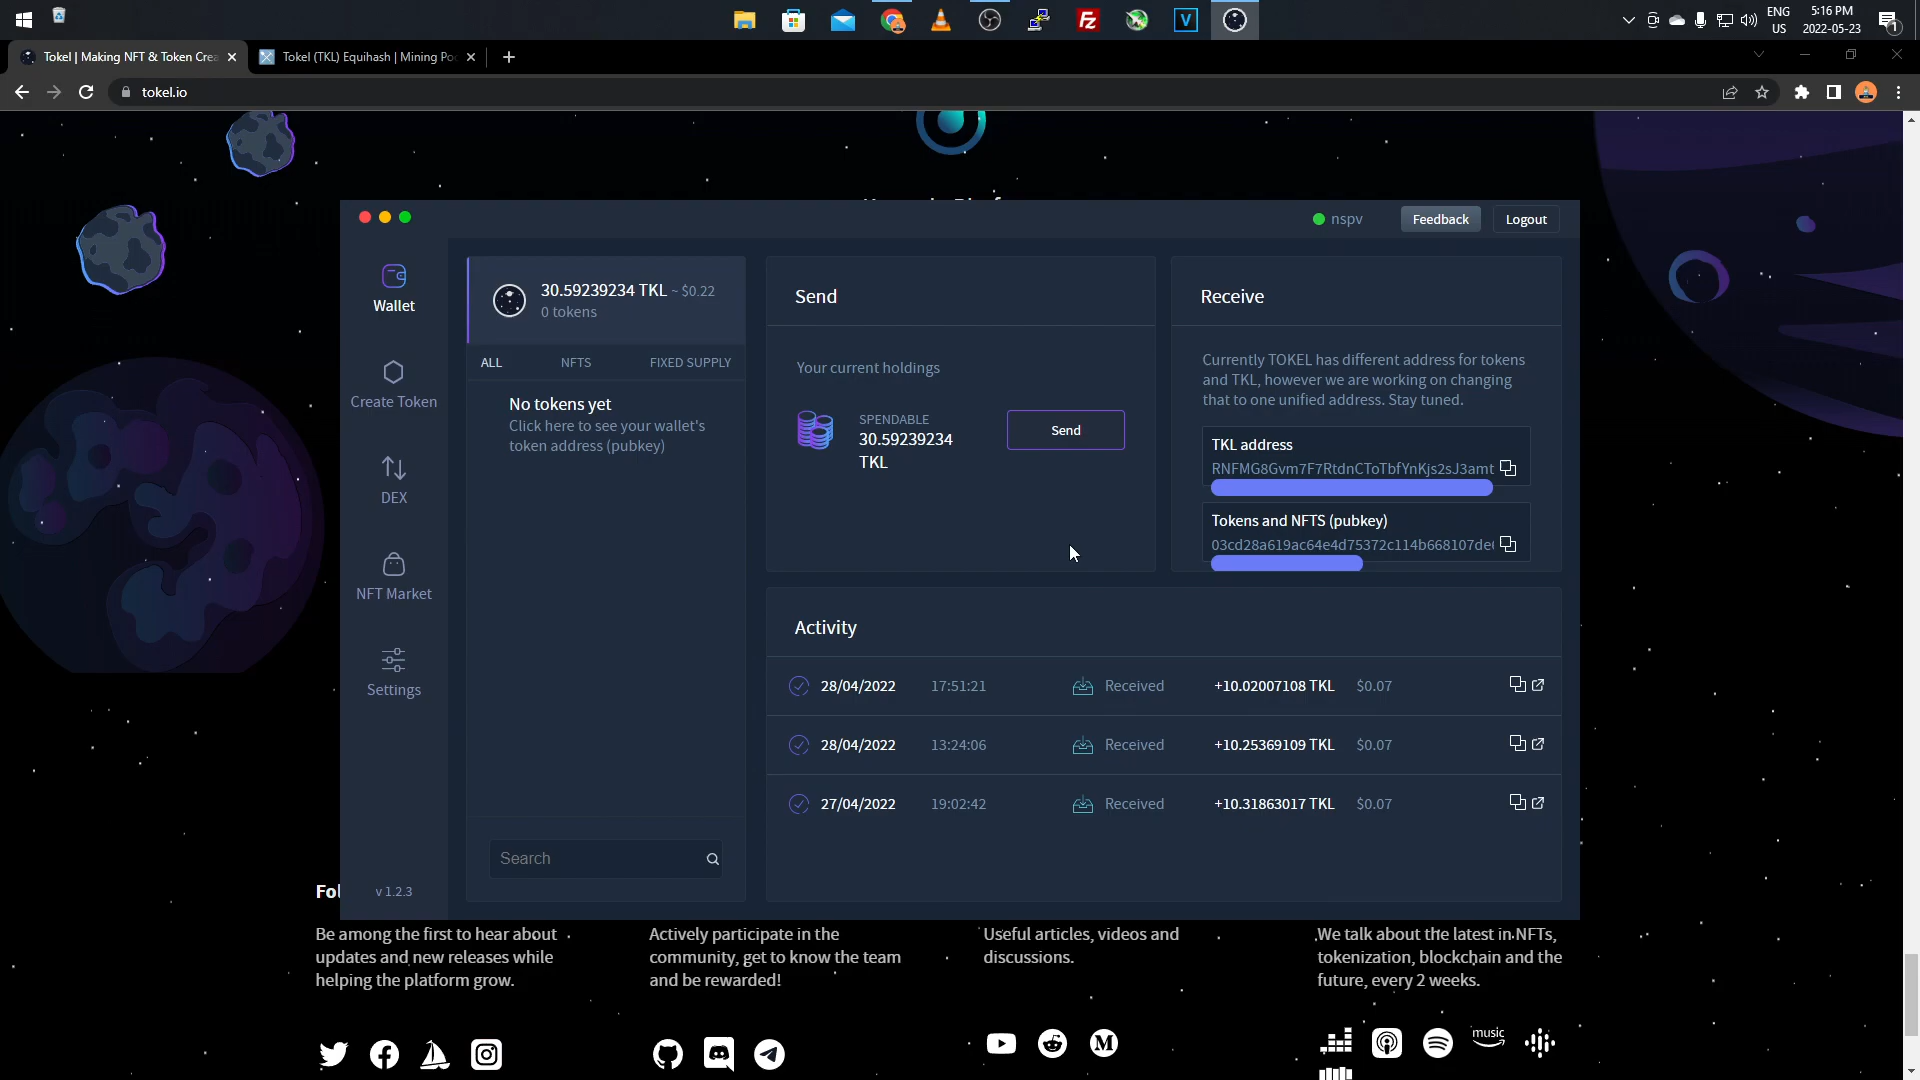 ENG
US
5:16 PM
2022-05-23
1
Fz
V
Tokel | Making NFT & Token Crea
Tokel (TKL) Equihash | Mining Poo
tokel.io
nspv
Feedback
Logout
Wallet
Create Token
DEX
NFT Market
Settings
v 1.2.3
30.59239234 TKL ~ $0.22
0 tokens
ALL NFTS FIXED SUPPLY
No tokens yet
Click here to see your wallet's
token address (pubkey)
Search
Send
Your current holdings
SPENDABLE
30.59239234
TKL
Send
Receive
Currently TOKEL has different address for tokens
and TKL, however we are working on changing
that to one unified address. Stay tuned.
TKL address
RNFMG8Gvm7F7RtdnCToTbfYnKjs2sJ3amt
Tokens and NFTS (pubkey)
03cd28a619ac64e4d75372c114b668107de
Activity
28/04/2022 17:51:21 Received +10.02007108 TKL $0.07
28/04/2022 13:24:06 Received +10.25369109 TKL $0.07
27/04/2022 19:02:42 Received +10.31863017 TKL $0.07
Fol
Be among the first to hear about
updates and new releases while
helping the platform grow.
Actively participate in the
community, get to know the team
and be rewarded!
Useful articles, videos and
discussions.
We talk about the latest in NFTs,
tokenization, blockchain and the
future, every 2 weeks.
music